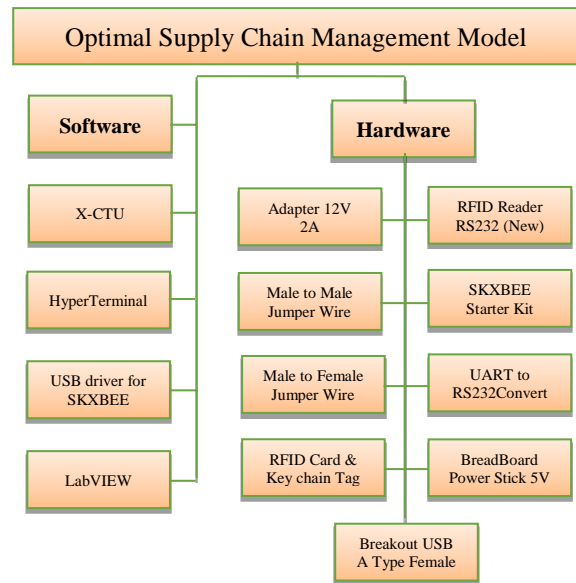 Optimal Supply Chain Management Model
Software
X-CTU
HyperTerminal
USB driver for
SKXBEE
LabVIEW
Hardware
Adapter 12V
2A
RFID Reader
RS232 (New)
Male to Male
Jumper Wire
SKXBEE
Starter Kit
Male to Female
Jumper Wire
UART to
RS232Convert
RFID Card &
Key chain Tag
BreadBoard
Power Stick 5V
Breakout USB
A Type Female